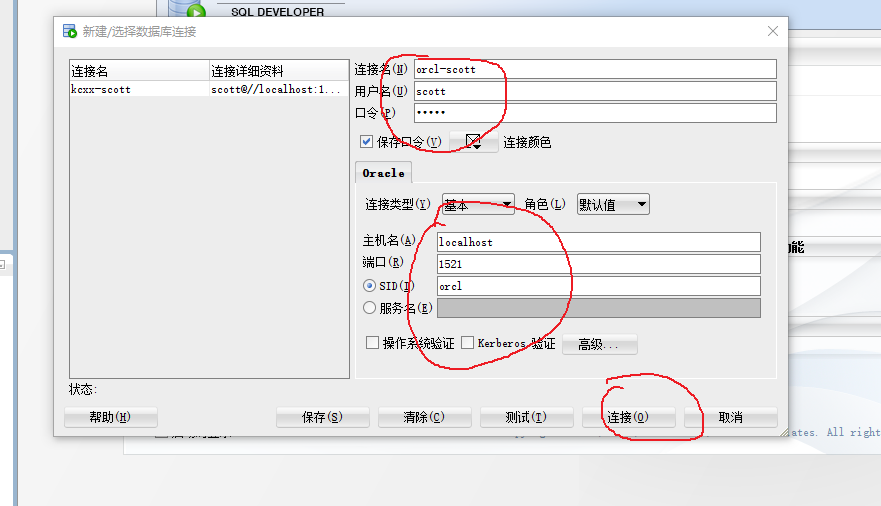 SQL DEVELOPER
新建/选择数据库连接
连接名 连接详细资料
kcxx-scott scott@//localhost:1...
连接名(N) orcl-scott
用户名(U) scott
口令(P) •••••
保存口令(V) 连接颜色
Oracle
连接类型(Y) 基本 角色(L) 默认值
主机名(A) localhost
端口(R) 1521
SID(I) orcl
服务名(E)
操作系统验证 Kerberos 验证 高级...
状态:
帮助(H) 保存(S) 清除(C) 测试(T) 连接(O) 取消
能
ates. All right